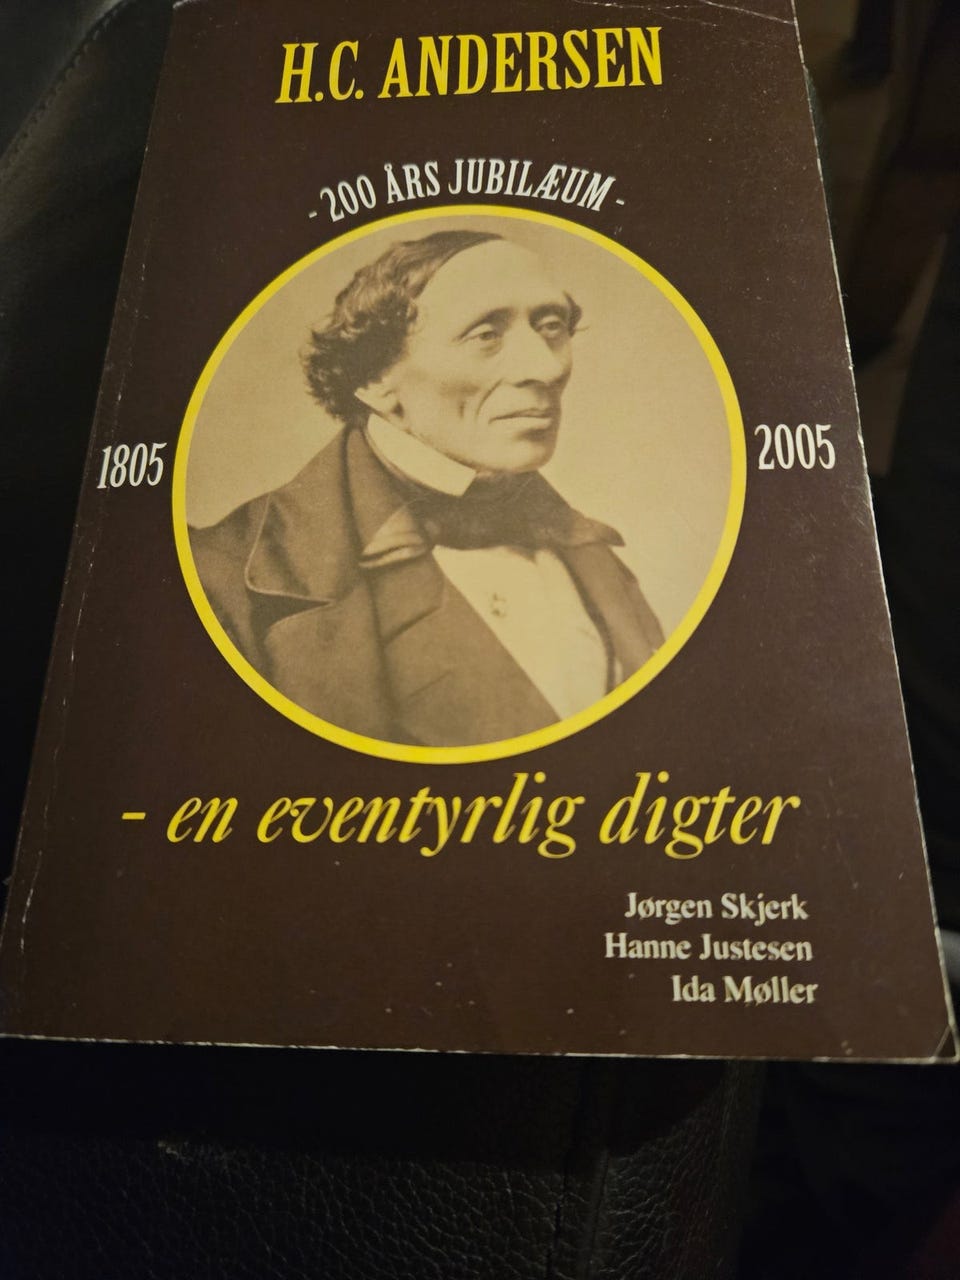 H.C. ANDERSEN
- 200 ÅRS JUBILÆUM -
1805
2005
- en eventyrlig digter
Jørgen Skjerk
Hanne Justesen
Ida Møller